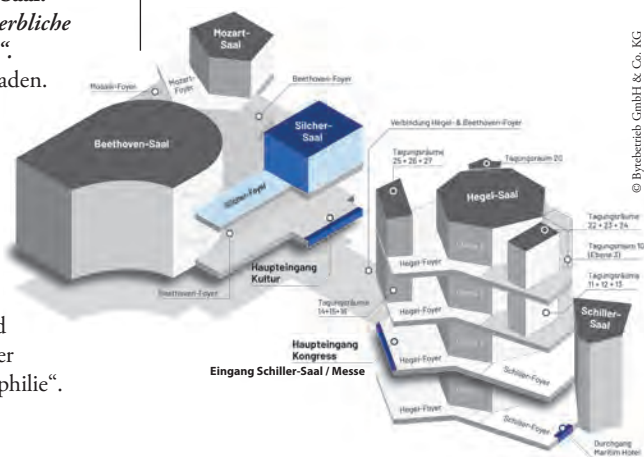 erbliche
“.
aden.
d
er
philie“.
Mozart-
Saal
Mosaik-Foyer
Mozart-
Foyer
Beethoven-Foyer
Beethoven-Saal
Silcher-
Saal
Silcher-Foyer
Beethoven-Foyer
Haupteingang
Kultur
Verbindung Hegel- & Beethoven-Foyer
Tagungsräume
25 + 26 + 27
Tagungsraum 20
Hegel-Saal
Tagungsräume
22 + 23 + 24
Tagungsraum 10
(Ebene 2)
Tagungsräume
11 + 12 + 13
Hegel-Foyer
Tagungsräume
14+15+16
Hegel-Foyer
Schiller-
Saal
Haupteingang
Kongress
Eingang Schiller-Saal / Messe
Hegel-Foyer
Schiller-Foyer
Hegel-Foyer
Schiller-Foyer
Durchgang
Maritim Hotel
© Bytebetrieb GmbH & Co. KG